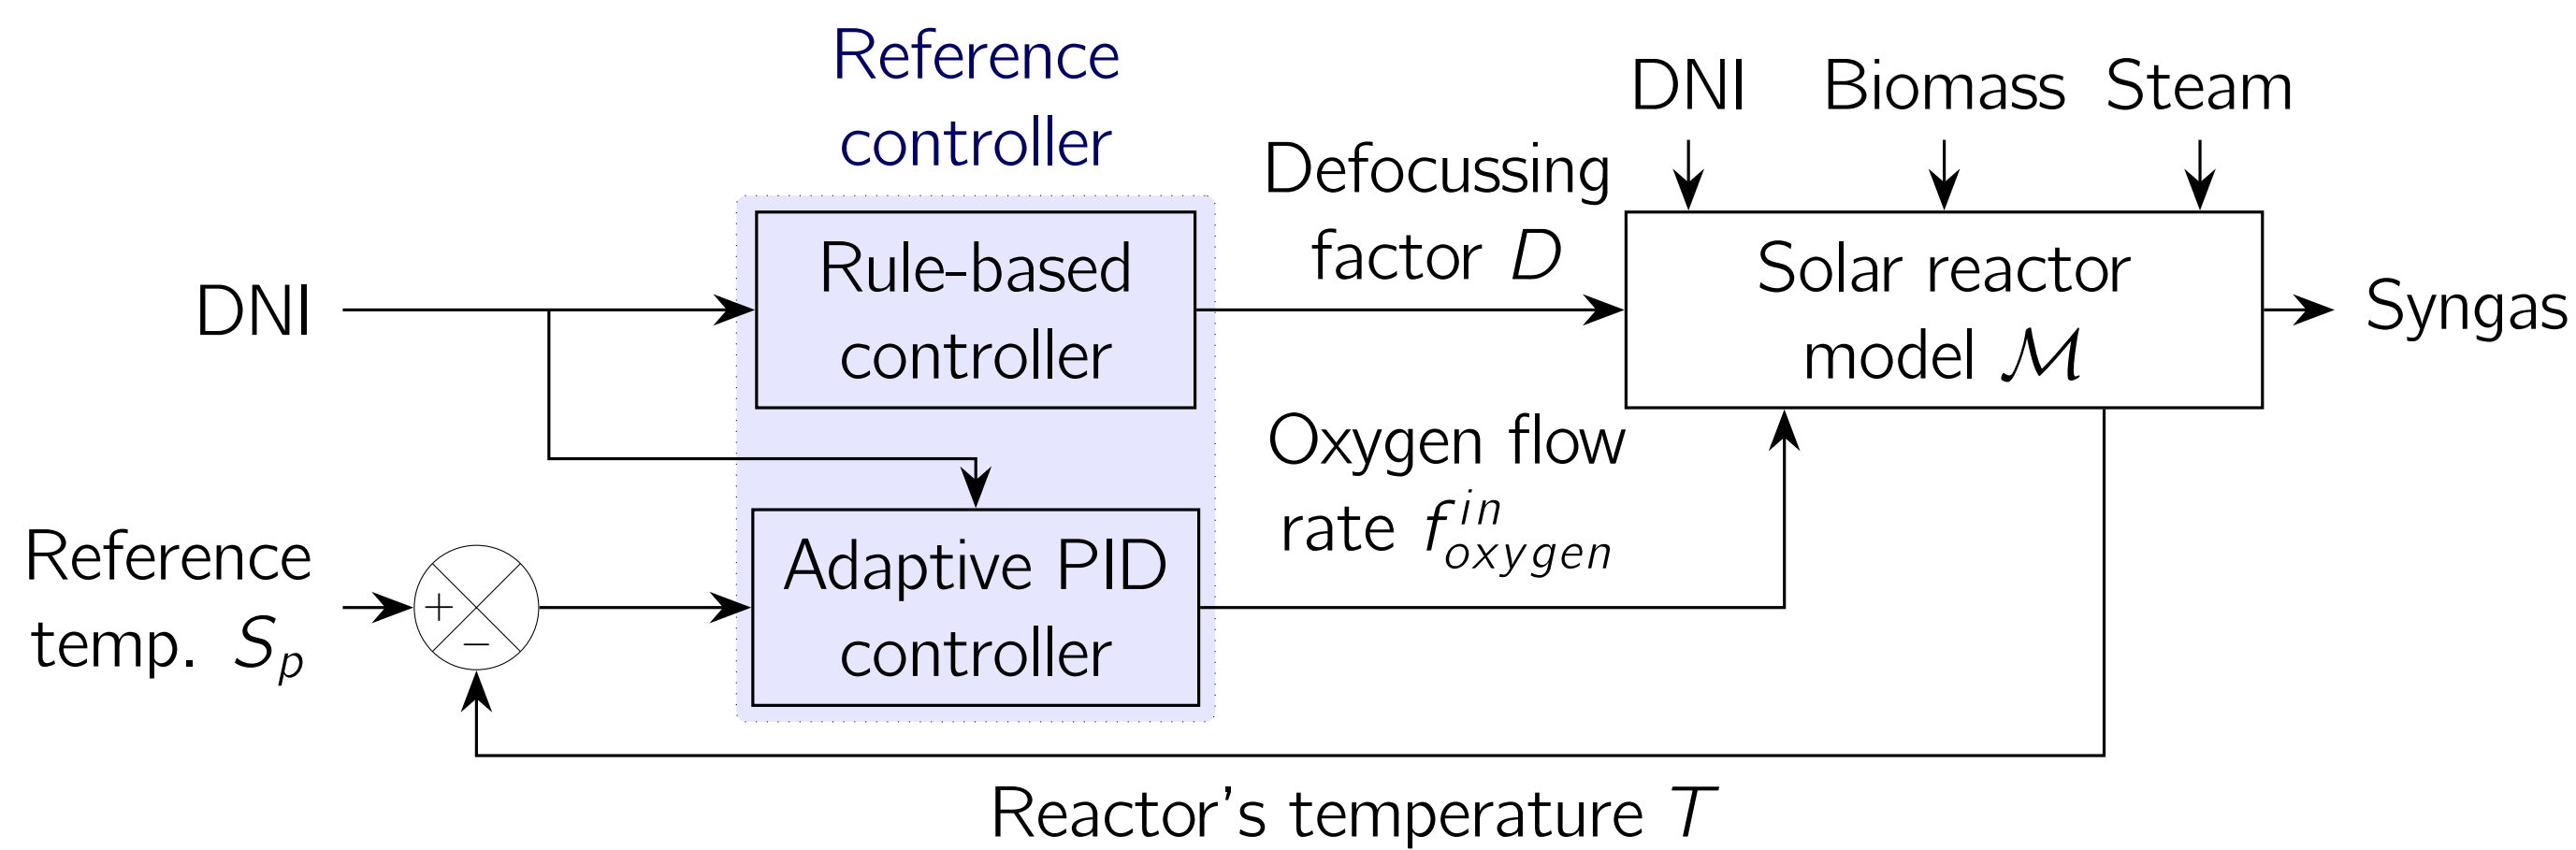 Reference
controller
DNI Biomass Steam
Defocussing
factor D
DNI
Rule-based
controller
Solar reactor
model ℳ
Syngas
Oxygen flow
rate f^{in}_{oxygen}
Reference
temp. S_p
+
−
Adaptive PID
controller
Reactor's temperature T